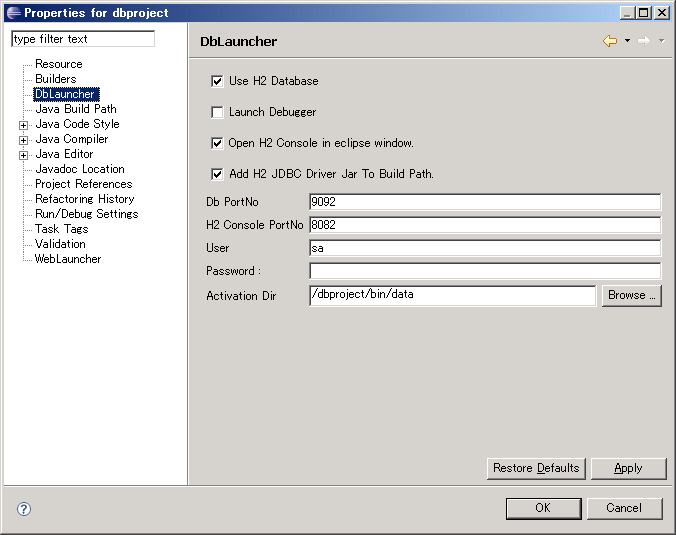 Properties for dbproject
type filter text
Resource
Builders
DbLauncher
Java Build Path
Java Code Style
Java Compiler
Java Editor
Javadoc Location
Project References
Refactoring History
Run/Debug Settings
Task Tags
Validation
WebLauncher
DbLauncher
Use H2 Database
Launch Debugger
Open H2 Console in eclipse window.
Add H2 JDBC Driver Jar To Build Path.
Db PortNo 9092
H2 Console PortNo 8082
User sa
Password :
Activation Dir /dbproject/bin/data Browse ...
Restore Defaults Apply
? OK Cancel